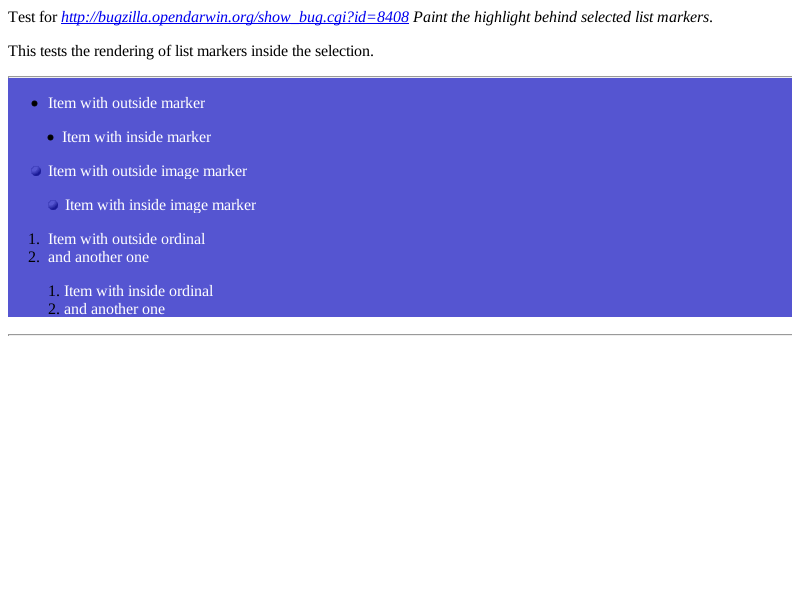 Test for http://bugzilla.opendarwin.org/show_bug.cgi?id=8408 Paint the highlight behind selected list markers.
This tests the rendering of list markers inside the selection.
• Item with outside marker
• Item with inside marker
Item with outside image marker
Item with inside image marker
1. Item with outside ordinal
2. and another one
1. Item with inside ordinal
2. and another one